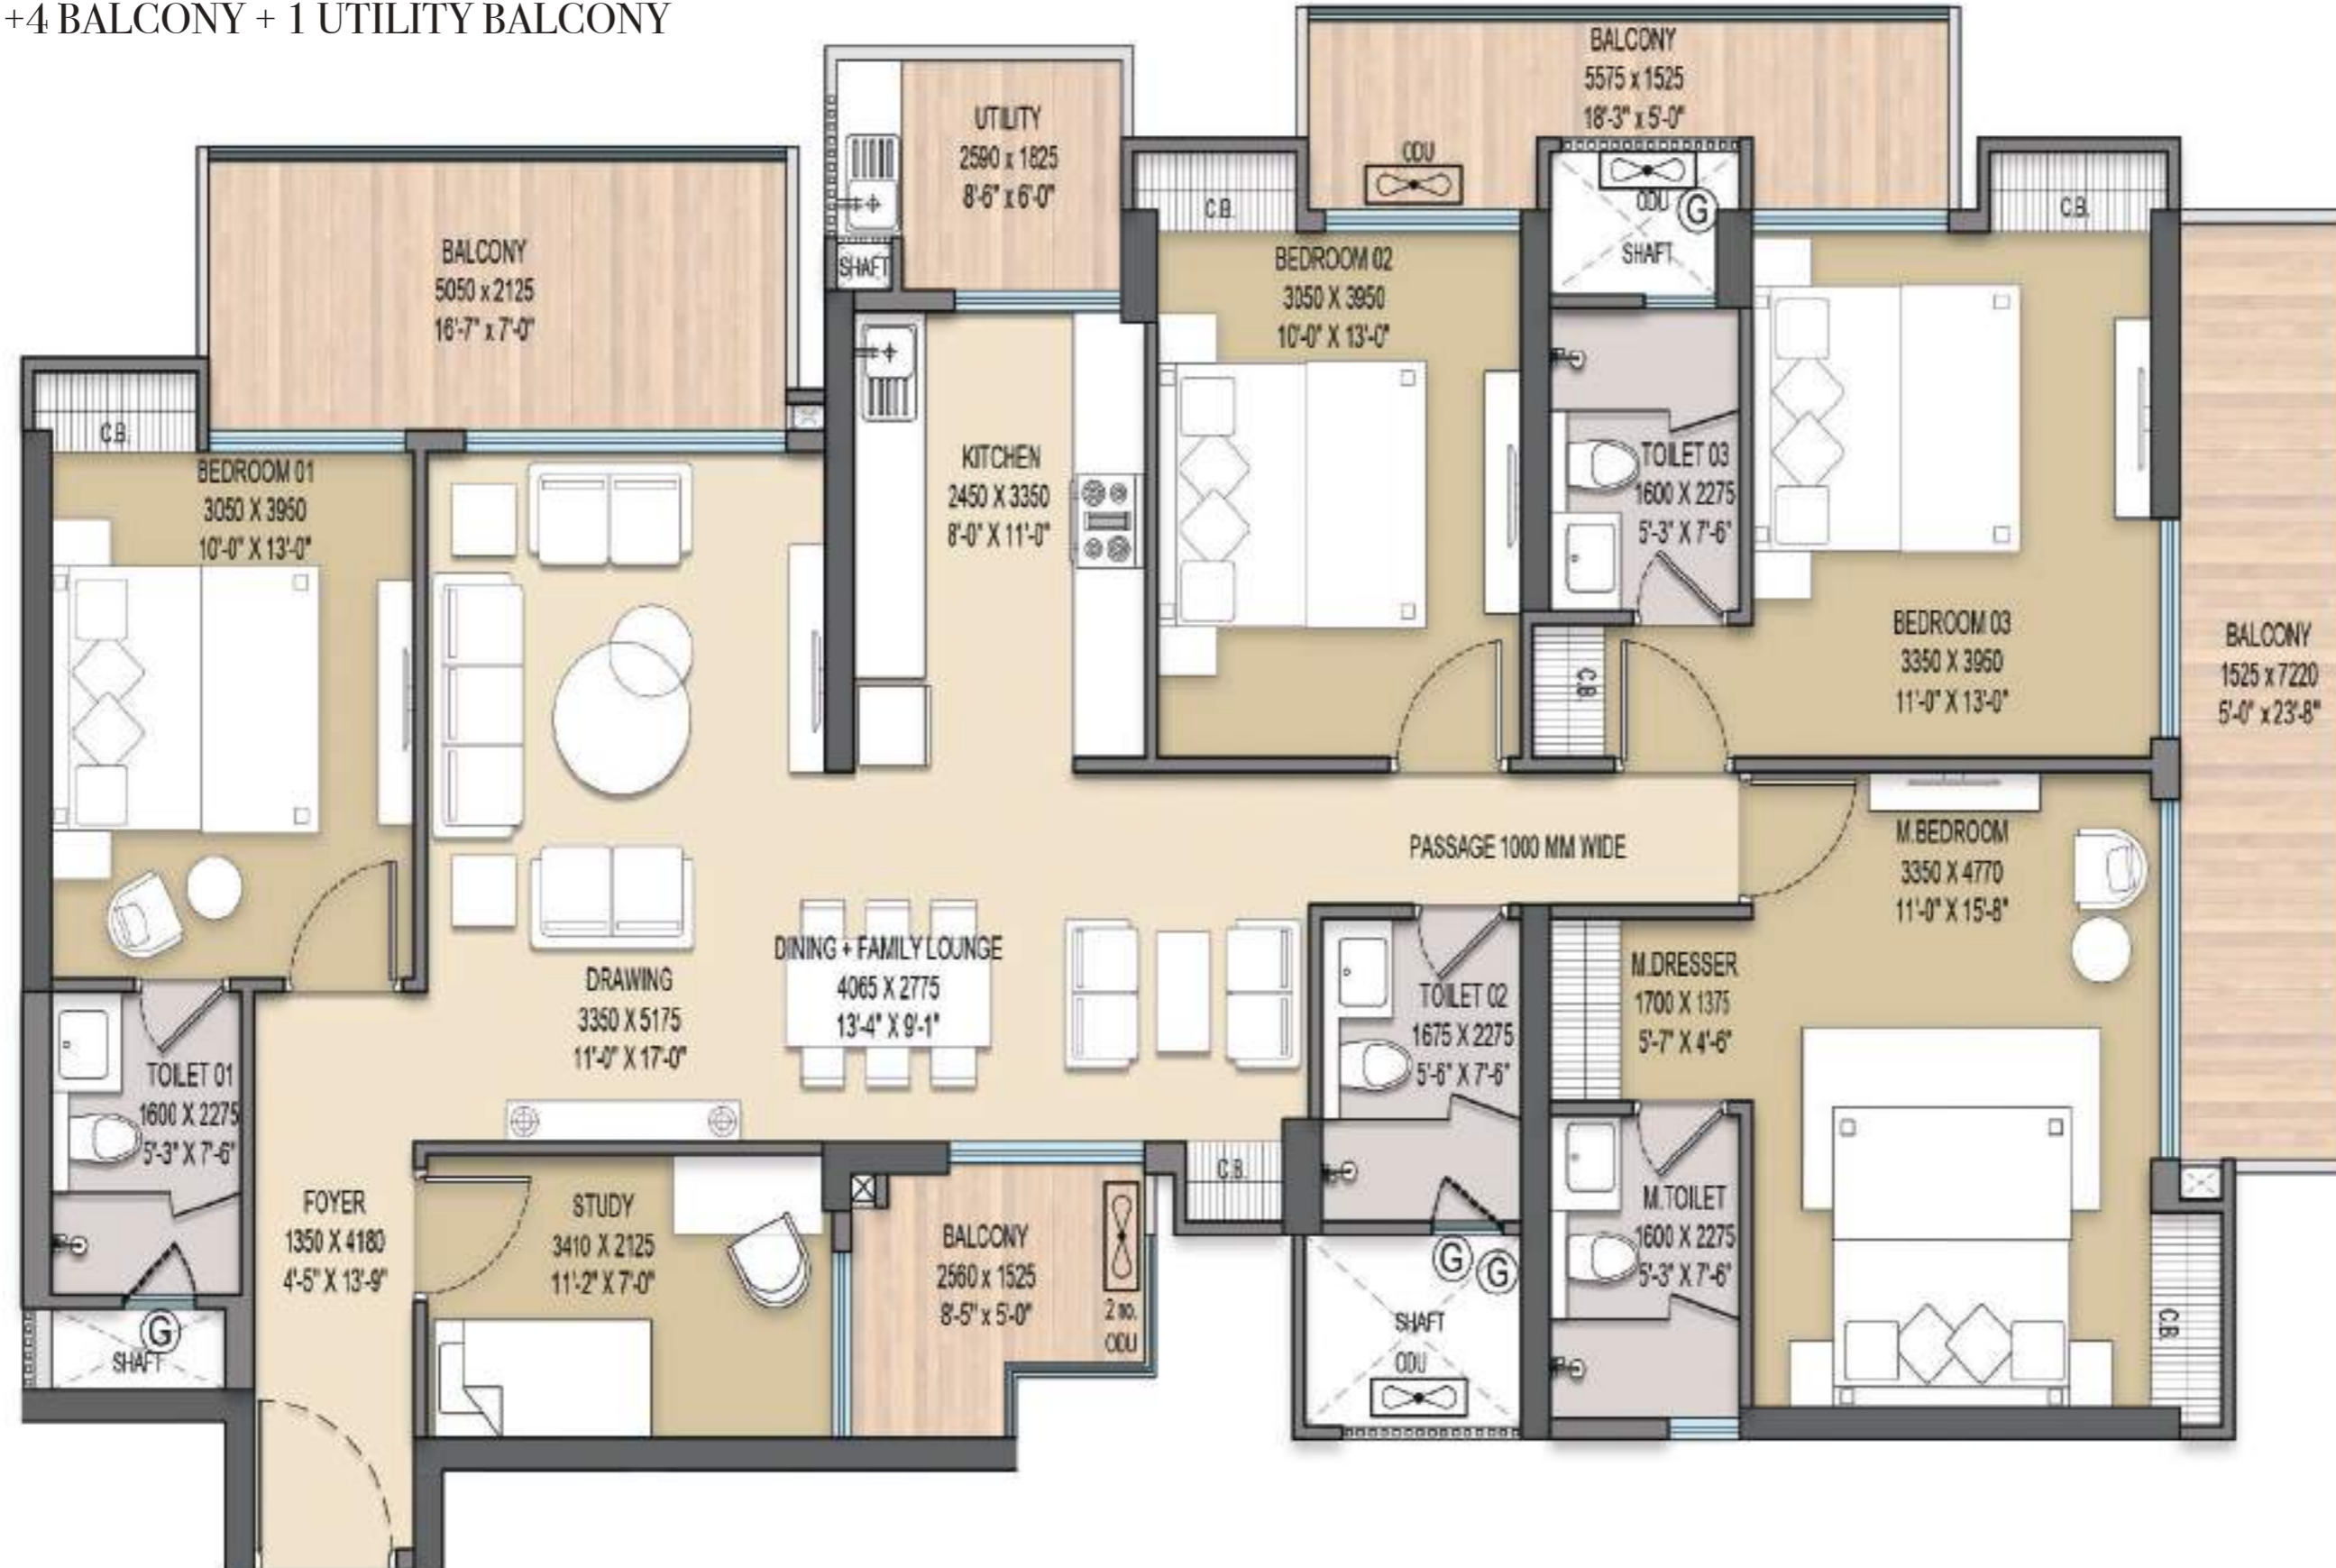 +4 BALCONY + 1 UTILITY BALCONY
BALCONY
5575 x 1525
18'-3" x 5'-0"
UTILITY
2590 x 1825
8'-6" x 6'-0"
ODU
ODU
G
SHAFT
C.B.
C.B.
BALCONY
5050 x 2125
16'-7" x 7'-0"
SHAFT
BEDROOM 02
3050 X 3950
10'-0" X 13'-0"
C.B.
BEDROOM 01
3050 X 3950
10'-0" X 13'-0"
KITCHEN
2450 X 3350
8'-0" X 11'-0"
TOILET 03
1600 X 2275
5'-3" X 7'-6"
BEDROOM 03
3350 X 3950
11'-0" X 13'-0"
BALCONY
1525 x 7220
5'-0" x 23'-8"
C.B.
PASSAGE 1000 MM WIDE
M.BEDROOM
3350 X 4770
11'-0" X 15'-8"
DRAWING
3350 X 5175
11'-0" X 17'-0"
DINING + FAMILY LOUNGE
4065 X 2775
13'-4" X 9'-1"
TOILET 02
1675 X 2275
5'-6" X 7'-6"
M.DRESSER
1700 X 1375
5'-7" X 4'-6"
TOILET 01
1600 X 2275
5'-3" X 7'-6"
FOYER
1350 X 4180
4'-5" X 13'-9"
STUDY
3410 X 2125
11'-2" X 7'-0"
BALCONY
2560 x 1525
8'-5" x 5'-0"
2 no.
ODU
C.B.
M.TOILET
1600 X 2275
5'-3" X 7'-6"
G
G
SHAFT
ODU
C.B.
G
SHAFT